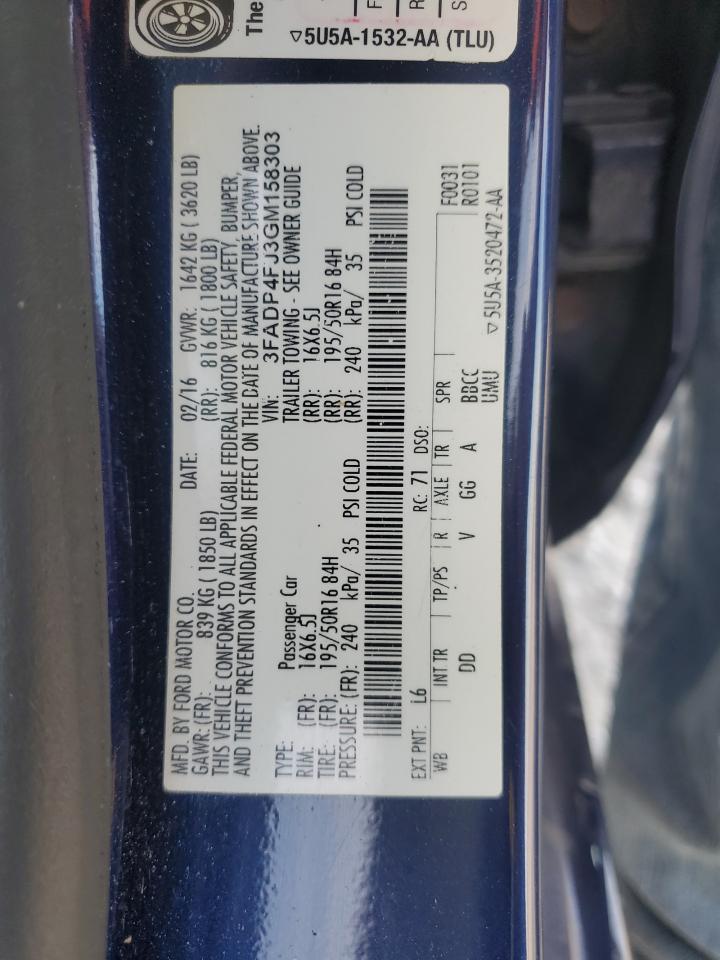 The
F
R
S
▽5U5A-1532-AA (TLU)
MFD. BY FORD MOTOR CO. DATE: 02/16 GVWR: 1642 KG ( 3620 LB)
GAWR: (FR): 839 KG ( 1850 LB) (RR): 816 KG ( 1800 LB)
THIS VEHICLE CONFORMS TO ALL APPLICABLE FEDERAL MOTOR VEHICLE SAFETY, BUMPER,
AND THEFT PREVENTION STANDARDS IN EFFECT ON THE DATE OF MANUFACTURE SHOWN ABOVE.
VIN: 3FADP4FJ3GM158303
TYPE: Passenger Car TRAILER TOWING - SEE OWNER GUIDE
RIM: (FR): 16X6.5J (RR): 16X6.5J
TIRE: (FR): 195/50R16 84H (RR): 195/50R16 84H
PRESSURE: (FR): 240 kPa/ 35 PSI COLD (RR): 240 kPa/ 35 PSI COLD
EXT PNT: L6 RC: 71 DSO: F0031
WB INT TR TP/PS R AXLE TR SPR R0101
DD V GG A BBCC
UMU
▽5U5A-3520472-AA